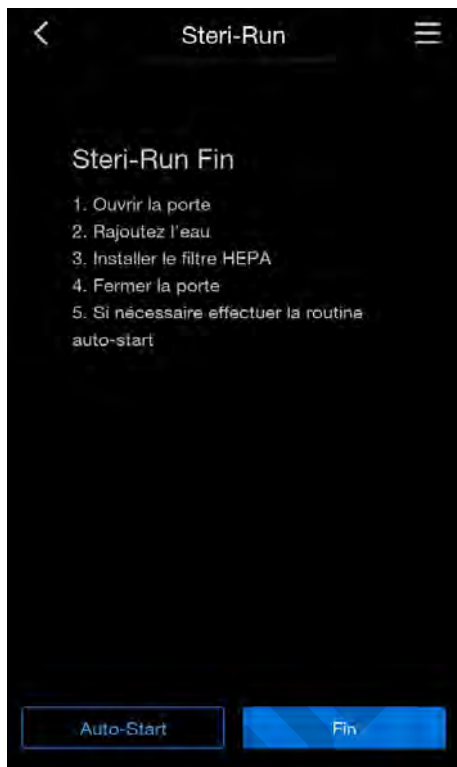 Steri-Run
Steri-Run Fin
1. Ouvrir la porte
2. Rajoutez l'eau
3. Installer le filtre HEPA
4. Fermer la porte
5. Si nécessaire effectuer la routine
auto-start
Auto-Start
Fin